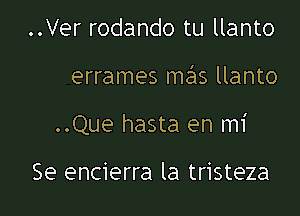 ..Ver rodando tu llanto
errames más llanto
..Que hasta en mí
Se encierra la tristeza